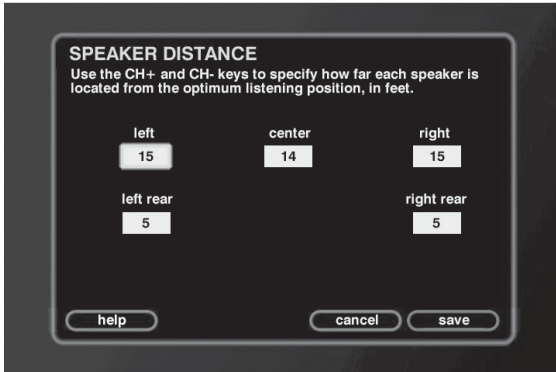 SPEAKER DISTANCE
Use the CH+ and CH- keys to specify how far each speaker is
located from the optimum listening position, in feet.
left center right
15 14 15
left rear right rear
5 5
help cancel save